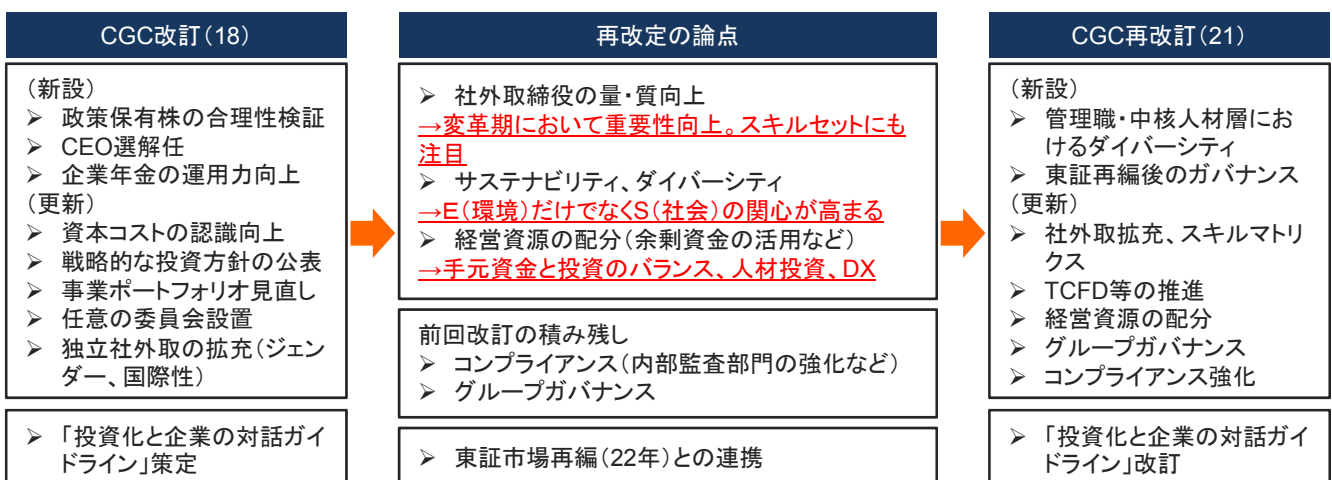 CGC改訂（18）
（新設）
➢ 政策保有株の合理性検証
➢ CEO選解任
➢ 企業年金の運用力向上
（更新）
➢ 資本コストの認識向上
➢ 戦略的な投資方針の公表
➢ 事業ポートフォリオ見直し
➢ 任意の委員会設置
➢ 独立社外取の拡充（ジェン
ダー、国際性）
➢ 「投資化と企業の対話ガイ
ドライン」策定
再改定の論点
➢ 社外取締役の量・質向上
→変革期において重要性向上。スキルセットにも
注目
➢ サステナビリティ、ダイバーシティ
→E（環境）だけでなくS（社会）の関心が高まる
➢ 経営資源の配分（余剰資金の活用など）
→手元資金と投資のバランス、人材投資、DX
前回改訂の積み残し
➢ コンプライアンス（内部監査部門の強化など）
➢ グループガバナンス
➢ 東証市場再編（22年）との連携
CGC再改訂（21）
（新設）
➢ 管理職・中核人材層にお
けるダイバーシティ
➢ 東証再編後のガバナンス
（更新）
➢ 社外取拡充、スキルマトリ
クス
➢ TCFD等の推進
➢ 経営資源の配分
➢ グループガバナンス
➢ コンプライアンス強化
➢ 「投資化と企業の対話ガイ
ドライン」改訂